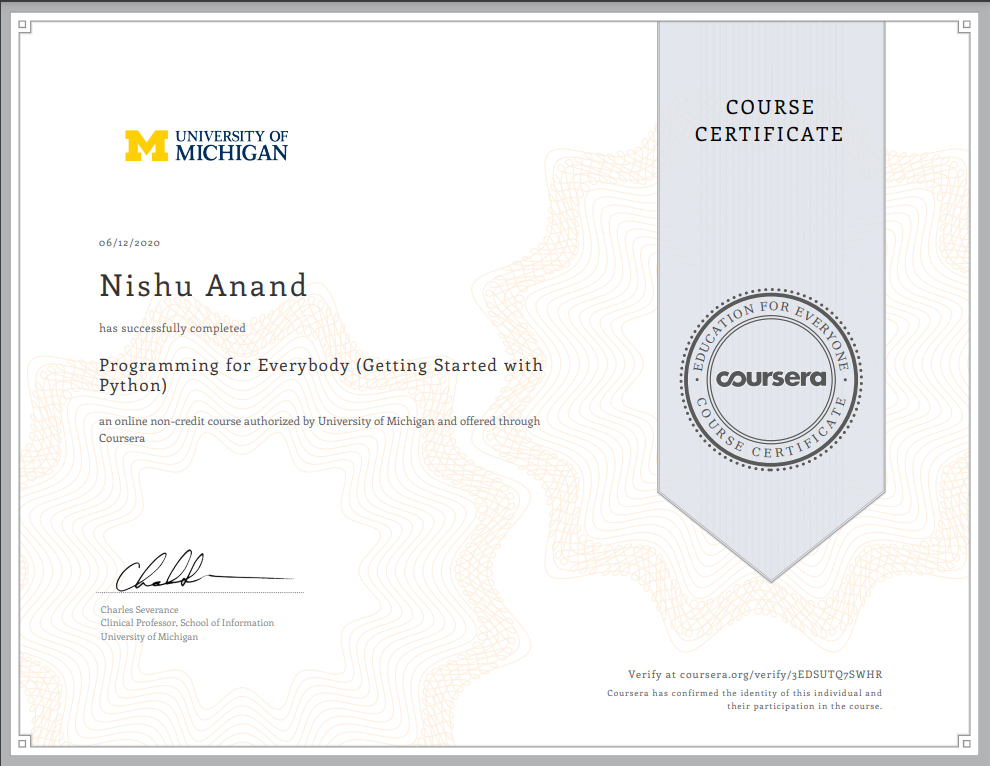 COURSE
CERTIFICATE
UNIVERSITY OF
MICHIGAN
06/12/2020
Nishu Anand
has successfully completed
Programming for Everybody (Getting Started with
Python)
an online non-credit course authorized by University of Michigan and offered through
Coursera
EDUCATION FOR EVERYONE
coursera
COURSE CERTIFICATE
Charles Severance
Clinical Professor, School of Information
University of Michigan
Verify at coursera.org/verify/3EDSUTQ7SWHR
Coursera has confirmed the identity of this individual and
their participation in the course.